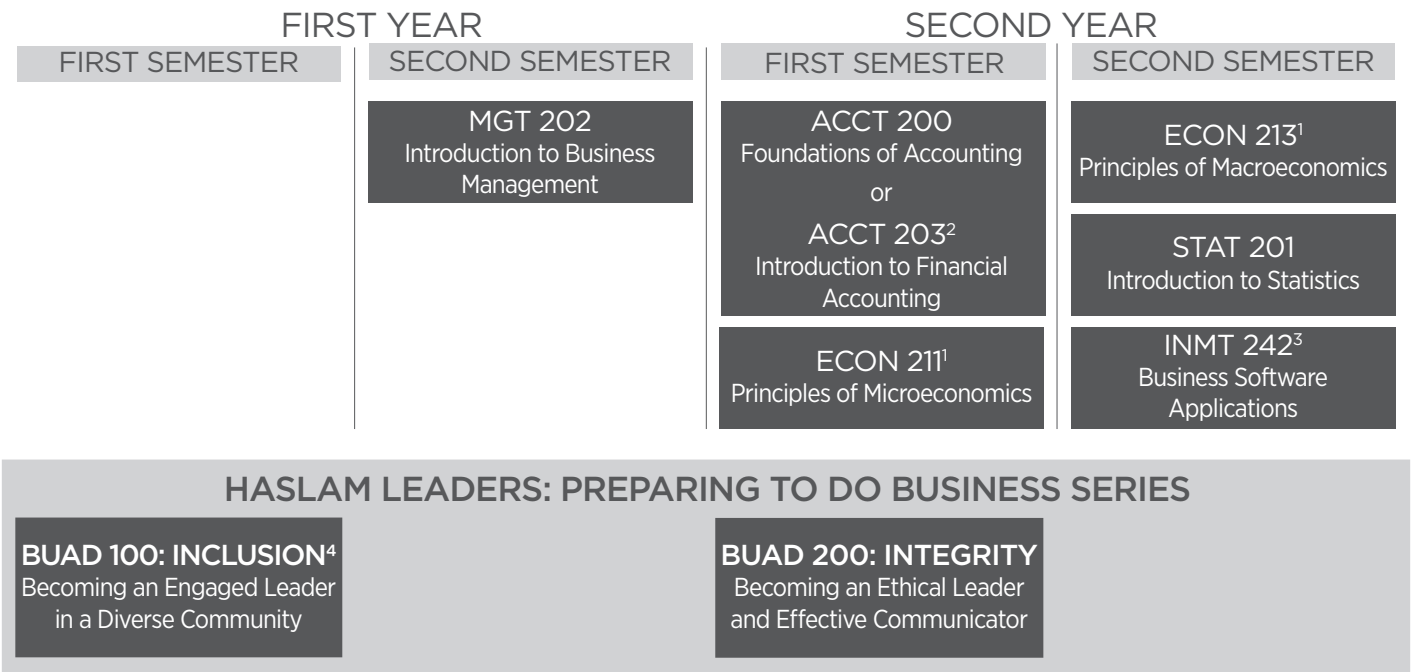 FIRST YEAR
SECOND YEAR
FIRST SEMESTER
SECOND SEMESTER
FIRST SEMESTER
SECOND SEMESTER
MGT 202
Introduction to Business
Management
ACCT 200
Foundations of Accounting
or
ACCT 203²
Introduction to Financial
Accounting
ECON 211¹
Principles of Microeconomics
ECON 213¹
Principles of Macroeconomics
STAT 201
Introduction to Statistics
INMT 242³
Business Software
Applications
HASLAM LEADERS: PREPARING TO DO BUSINESS SERIES
BUAD 100: INCLUSION⁴
Becoming an Engaged Leader
in a Diverse Community
BUAD 200: INTEGRITY
Becoming an Ethical Leader
and Effective Communicator